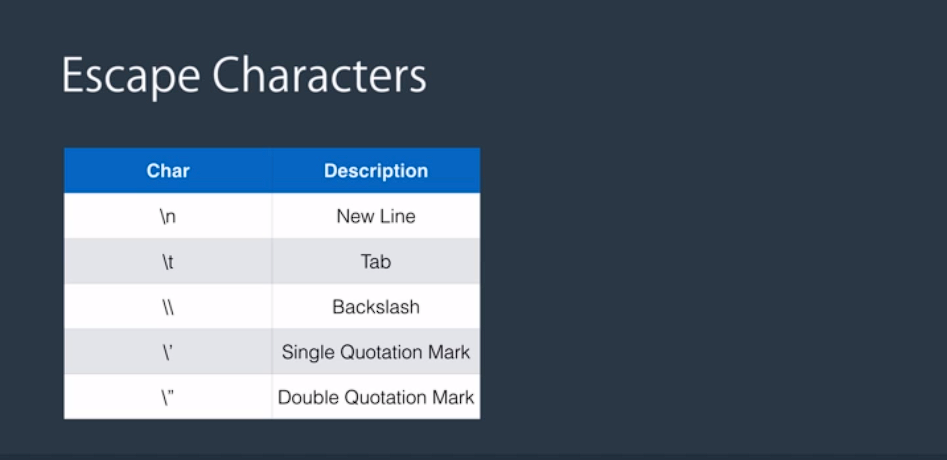 Escape Characters
Char Description
\n New Line
\t Tab
\\ Backslash
\’ Single Quotation Mark
\” Double Quotation Mark